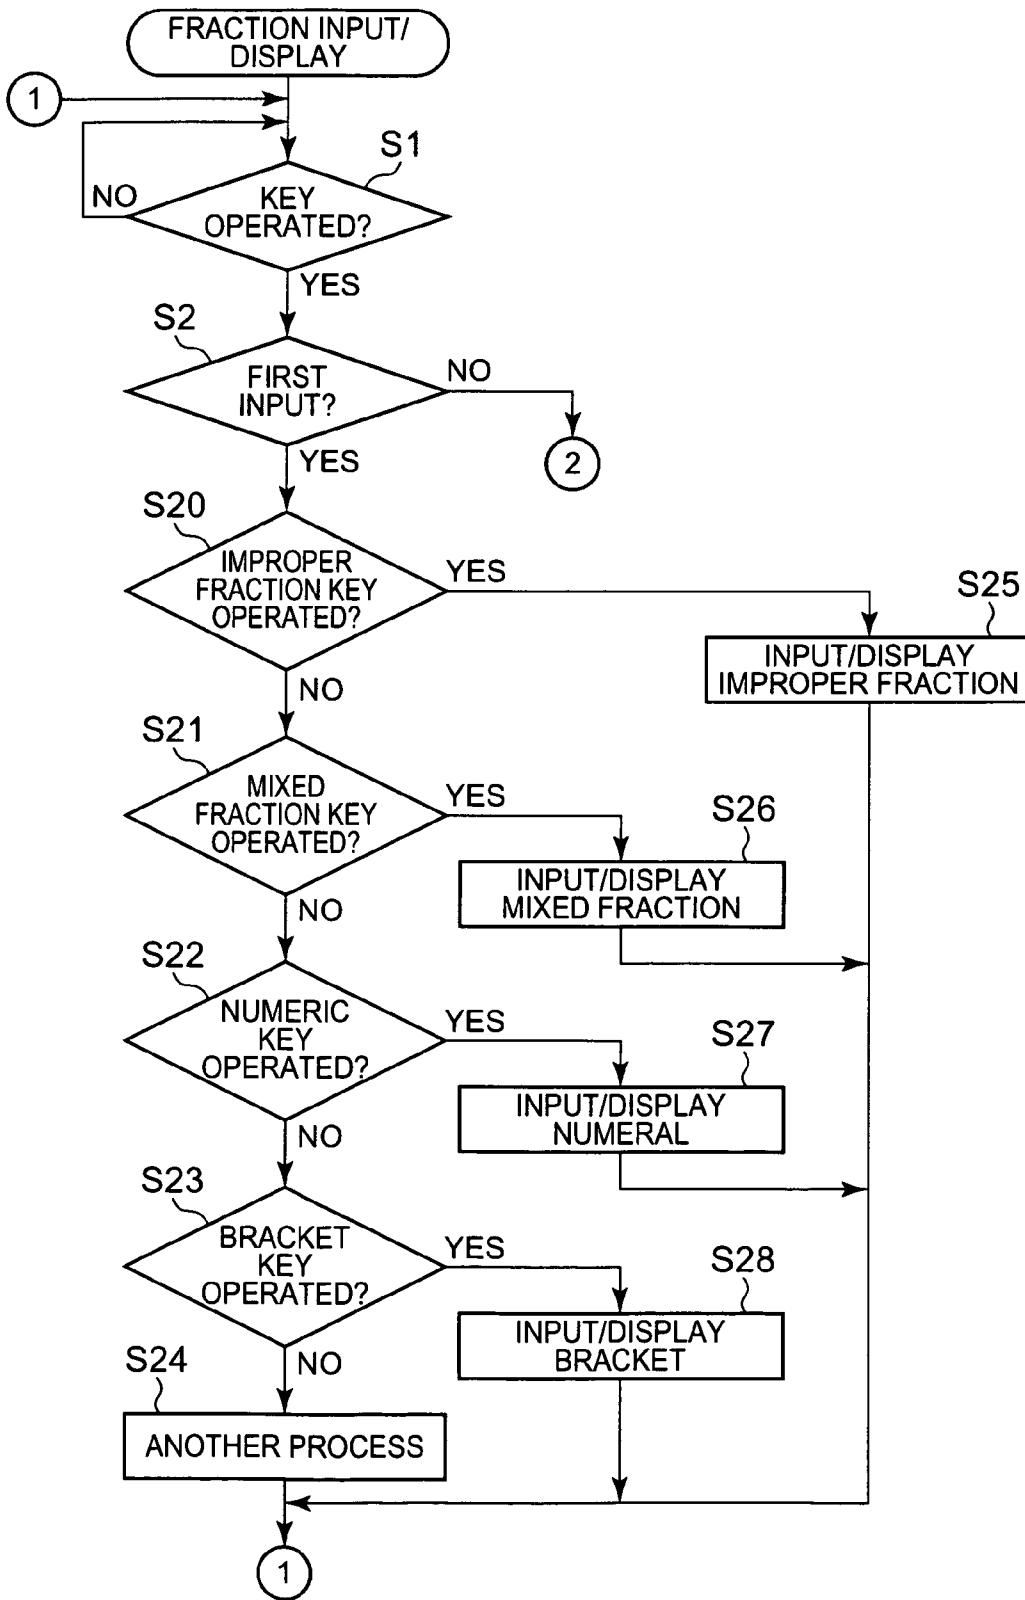 FRACTION INPUT/
DISPLAY
1
S1
NO
KEY
OPERATED?
YES
S2
FIRST
INPUT?
NO
2
YES
S20
IMPROPER
FRACTION KEY
OPERATED?
YES
S25
INPUT/DISPLAY
IMPROPER FRACTION
NO
S21
MIXED
FRACTION KEY
OPERATED?
YES
S26
INPUT/DISPLAY
MIXED FRACTION
NO
S22
NUMERIC
KEY
OPERATED?
YES
S27
INPUT/DISPLAY
NUMERAL
NO
S23
BRACKET
KEY
OPERATED?
YES
S28
INPUT/DISPLAY
BRACKET
NO
S24
ANOTHER PROCESS
1